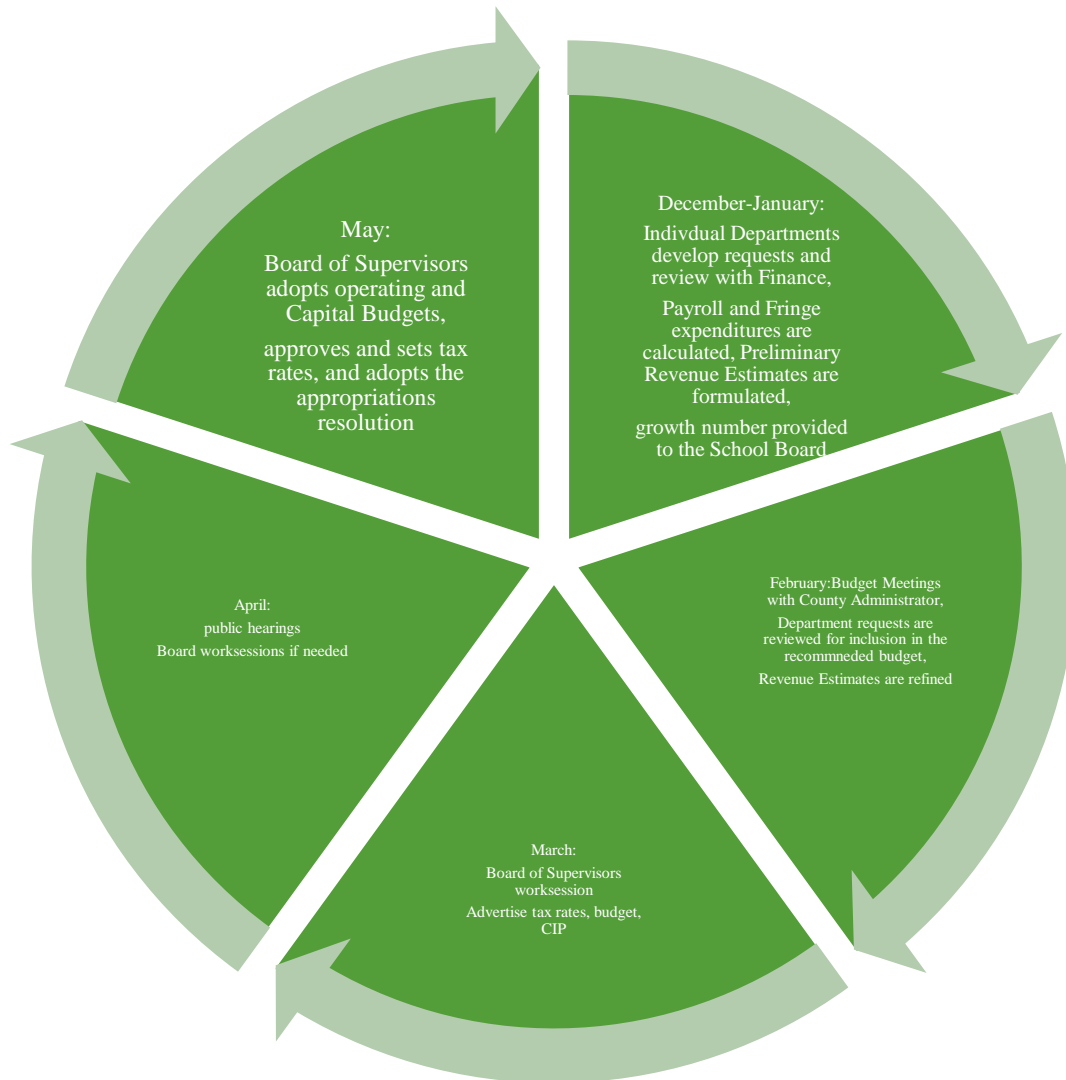 December-January:
Indivdual Departments
develop requests and
review with Finance,
Payroll and Fringe
expenditures are
calculated, Preliminary
Revenue Estimates are
formulated,
growth number provided
to the School Board
February:Budget Meetings
with County Administrator,
Department requests are
reviewed for inclusion in the
recommneded budget,
Revenue Estimates are refined
March:
Board of Supervisors
worksession
Advertise tax rates, budget,
CIP
April:
public hearings
Board worksessions if needed
May:
Board of Supervisors
adopts operating and
Capital Budgets,
approves and sets tax
rates, and adopts the
appropriations
resolution